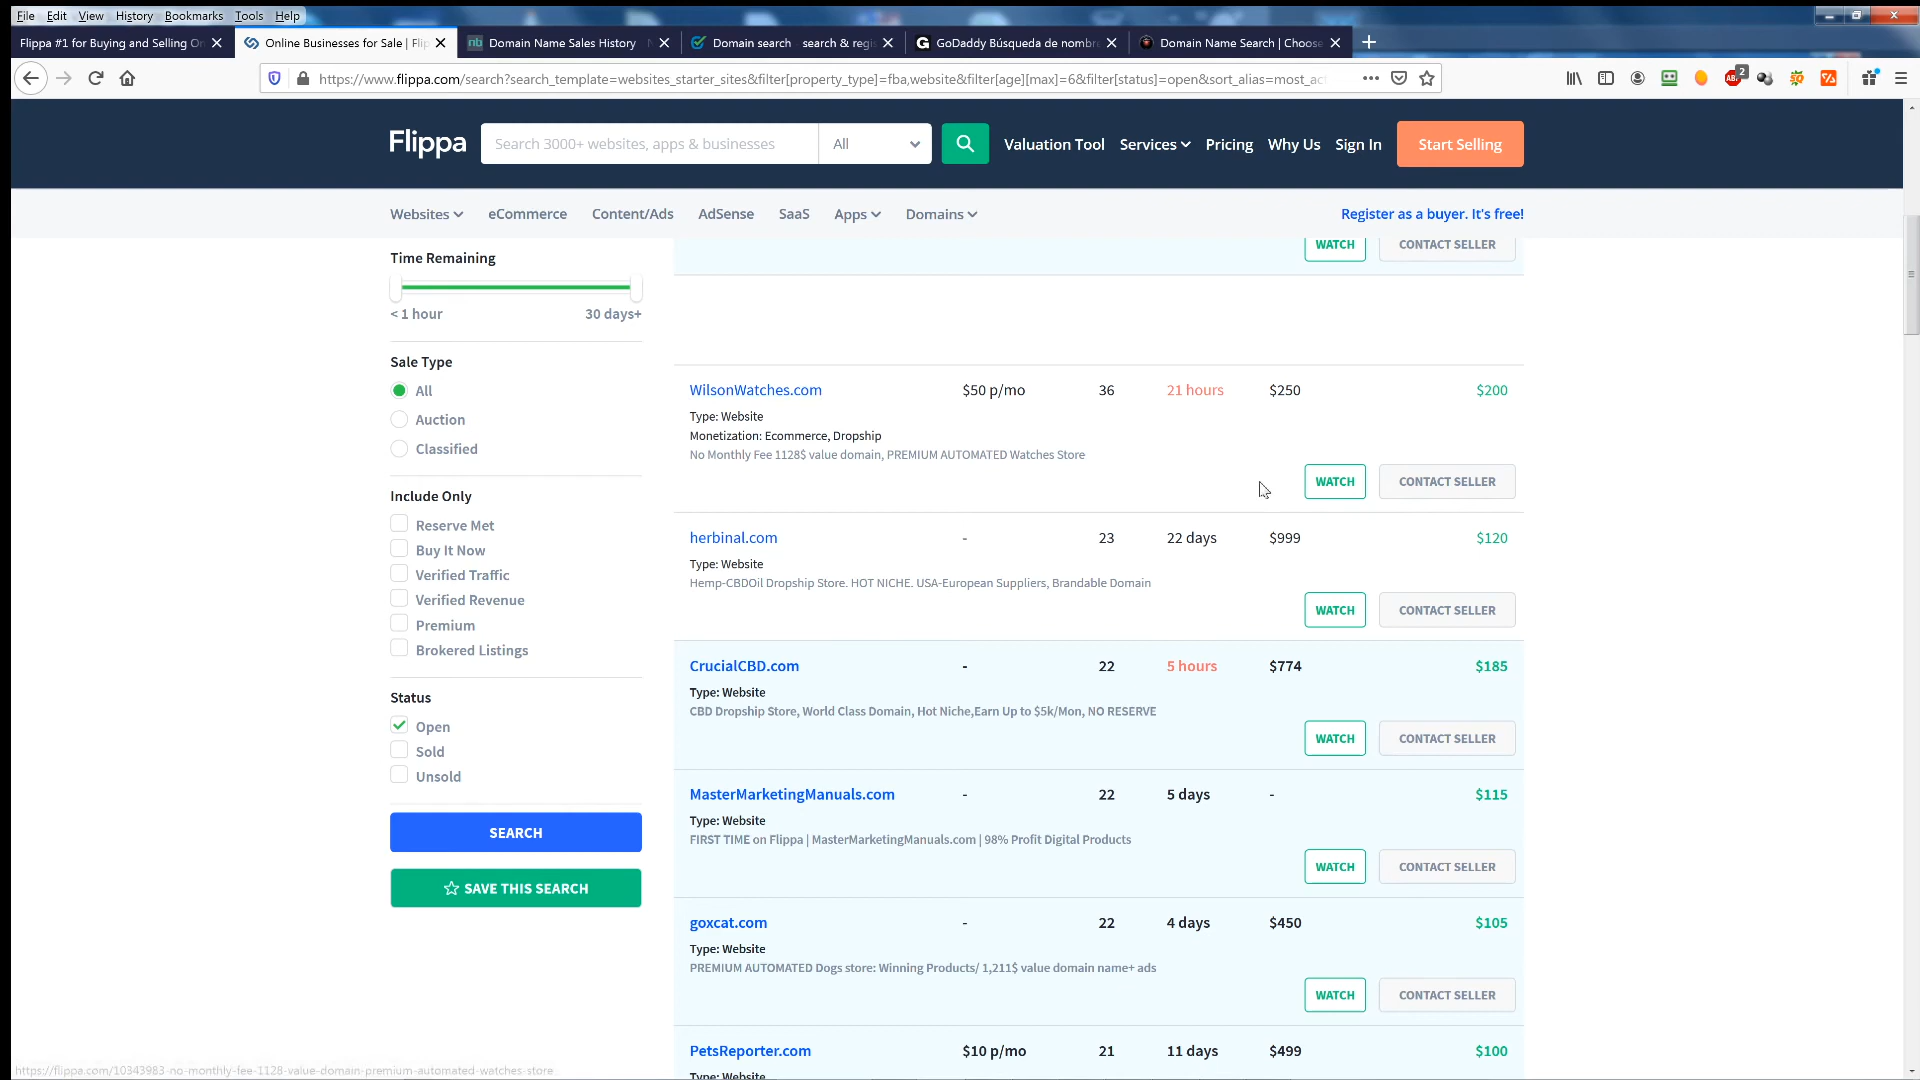 File Edit View History Bookmarks Tools Help
Flippa #1 for Buying and Selling On
Online Businesses for Sale | Flip
Domain Name Sales History
Domain search search & regis
GoDaddy Búsqueda de nombre
Domain Name Search | Choose
https://www.flippa.com/search?search_template=websites_starter_sites&filter[property_type]=fba,website&filter[age][max]=6&filter[status]=open&sort_alias=most_act
ABP 2
Flippa
Search 3000+ websites, apps & businesses
All
Valuation Tool Services Pricing Why Us Sign In Start Selling
Websites eCommerce Content/Ads AdSense SaaS Apps Domains Register as a buyer. It's free!
Time Remaining
< 1 hour 30 days+
Sale Type
All
Auction
Classified
Include Only
Reserve Met
Buy It Now
Verified Traffic
Verified Revenue
Premium
Brokered Listings
Status
Open
Sold
Unsold
SEARCH
SAVE THIS SEARCH
WATCH CONTACT SELLER
WilsonWatches.com $50 p/mo 36 21 hours $250 $200
Type: Website
Monetization: Ecommerce, Dropship
No Monthly Fee 1128$ value domain, PREMIUM AUTOMATED Watches Store
WATCH CONTACT SELLER
herbinal.com - 23 22 days $999 $120
Type: Website
Hemp-CBDOil Dropship Store. HOT NICHE. USA-European Suppliers, Brandable Domain
WATCH CONTACT SELLER
CrucialCBD.com - 22 5 hours $774 $185
Type: Website
CBD Dropship Store, World Class Domain, Hot Niche,Earn Up to $5k/Mon, NO RESERVE
WATCH CONTACT SELLER
MasterMarketingManuals.com - 22 5 days - $115
Type: Website
FIRST TIME on Flippa | MasterMarketingManuals.com | 98% Profit Digital Products
WATCH CONTACT SELLER
goxcat.com - 22 4 days $450 $105
Type: Website
PREMIUM AUTOMATED Dogs store: Winning Products/ 1,211$ value domain name+ ads
WATCH CONTACT SELLER
PetsReporter.com $10 p/mo 21 11 days $499 $100
Type: Website
https://flippa.com/10343983-no-monthly-fee-1128-value-domain-premium-automated-watches-store